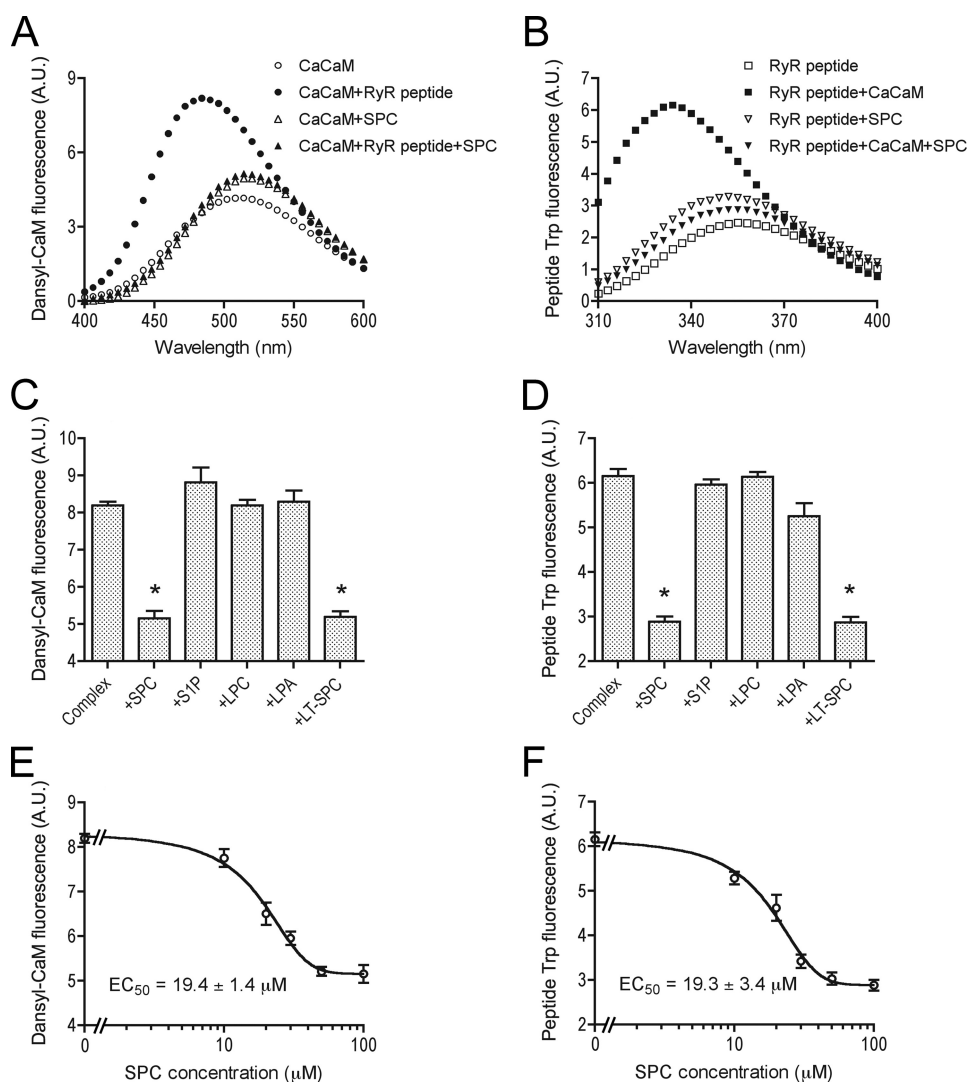 A
Dansyl-CaM fluorescence (A.U.)
9
6
3
0
400
450
500
550
600
Wavelength (nm)
CaCaM
CaCaM+RyR peptide
CaCaM+SPC
CaCaM+RyR peptide+SPC
B
Peptide Trp fluorescence (A.U.)
7
6
5
4
3
2
1
0
310
340
370
400
Wavelength (nm)
RyR peptide
RyR peptide+CaCaM
RyR peptide+SPC
RyR peptide+CaCaM+SPC
C
Dansyl-CaM fluorescence (A.U.)
10
9
8
7
6
5
4
*
*
Complex
+SPC
+S1P
+LPC
+LPA
+LT-SPC
D
Peptide Trp fluorescence (A.U.)
7
6
5
4
3
2
*
*
Complex
+SPC
+S1P
+LPC
+LPA
+LT-SPC
E
Dansyl-CaM fluorescence (A.U.)
9
8
7
6
5
4
EC50 = 19.4 ± 1.4 µM
0
10
100
SPC concentration (µM)
F
Peptide Trp fluorescence (A.U.)
7
6
5
4
3
2
EC50 = 19.3 ± 3.4 µM
0
10
100
SPC concentration (µM)